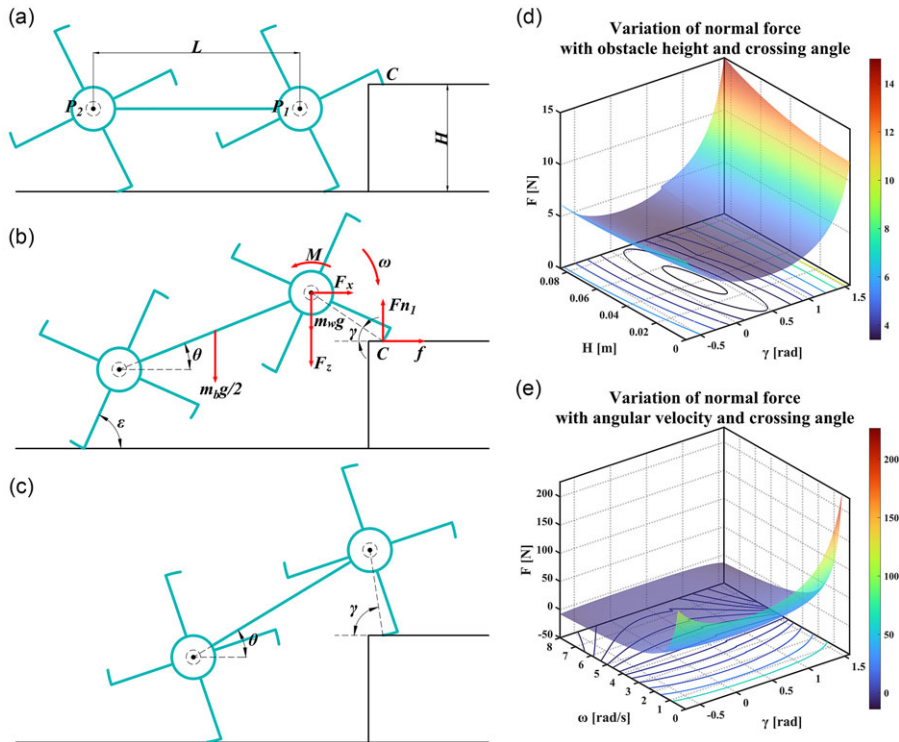 (a)
L
C
P2
P1
H
(b)
M
ω
Fx
Fn1
mwg
γ
θ
C
f
Fz
mbg/2
ε
(c)
γ
θ
(d)
Variation of normal force
with obstacle height and crossing angle
15
10
5
0
F [N]
0.08
0.06
0.04
0.02
0
H [m]
-0.5
0
0.5
1
1.5
γ [rad]
14
12
10
8
6
4
(e)
Variation of normal force
with angular velocity and crossing angle
200
150
100
50
0
-50
F [N]
8
7
6
5
4
3
2
1
0
ω [rad/s]
-0.5
0
0.5
1
1.5
γ [rad]
200
150
100
50
0